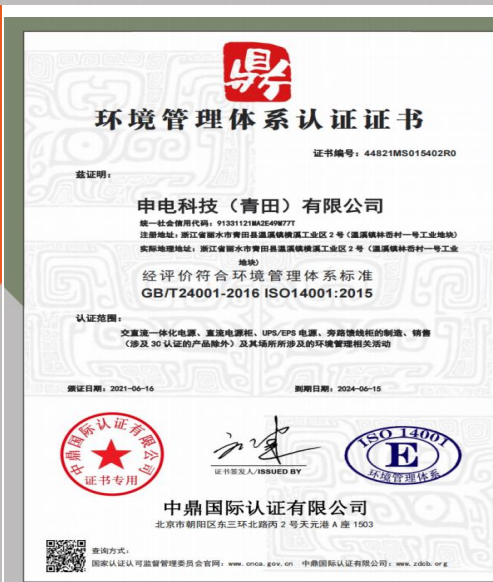 鼎
环境管理体系认证证书
证书编号：44821MS015402R0
兹证明：
申电科技（青田）有限公司
统一社会信用代码：91331121MA2E49M77T
注册地址：浙江省丽水市青田县温溪镇横溪工业区2号（温溪镇林岙村一号工业地块）
实际地理地址：浙江省丽水市青田县温溪镇横溪工业区2号（温溪镇林岙村一号工业
地块）
经评价符合环境管理体系标准
GB/T24001-2016 ISO14001:2015
认证范围：
交直流一体化电源、直流电源柜、UPS/EPS 电源、旁路馈线柜的制造、销售
（涉及 3C 认证的产品除外）及其场所所涉及的环境管理相关活动
颁证日期：2021-06-16
到期日期：2024-06-15
中鼎国际认证有限公司
证书专用
证书签发人/ISSUED BY
ISO 14001
E
环境管理体系
中鼎国际认证有限公司
北京市朝阳区东三环北路丙 2 号天元港 A 座 1503
查询方式：
国家认证认可监督管理委员会官网：www.cnca.gov.cn 中鼎国际认证有限公司：www.zdcb.org